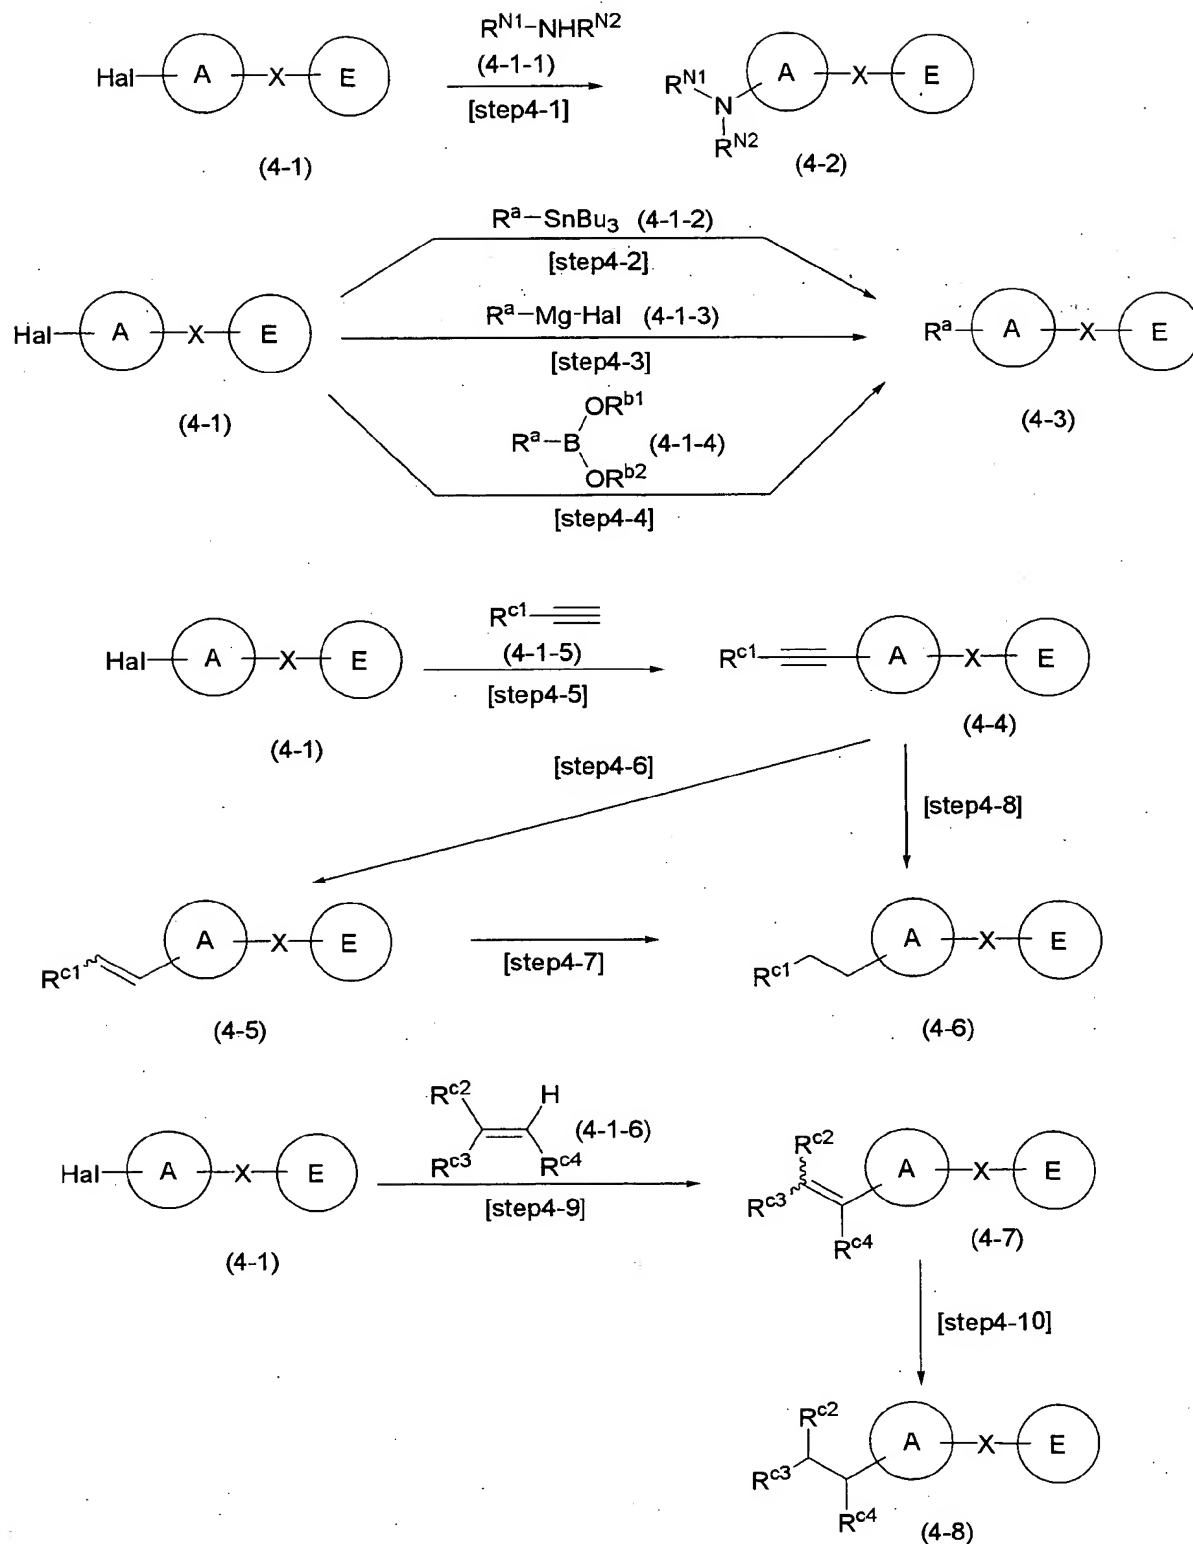 R^N1-NHR^N2
Hal A X E (4-1-1) R^N1 N A X E
[step4-1] R^N2
(4-1) (4-2)
R^a-SnBu3 (4-1-2)
[step4-2]
Hal A X E R^a-Mg-Hal (4-1-3) R^a A X E
[step4-3]
(4-1) OR^b1 (4-3)
R^a-B (4-1-4)
OR^b2
[step4-4]
R^c1
Hal A X E (4-1-5) R^c1 A X E
[step4-5]
(4-1) (4-4)
[step4-6]
[step4-8]
R^c1 A X E [step4-7] R^c1 A X E
(4-5) (4-6)
R^c2 H
(4-1-6)
Hal A X E R^c3 R^c4 R^c2 A X E
[step4-9] R^c3
(4-1) R^c4 (4-7)
[step4-10]
R^c2 A X E
R^c3
R^c4
(4-8)